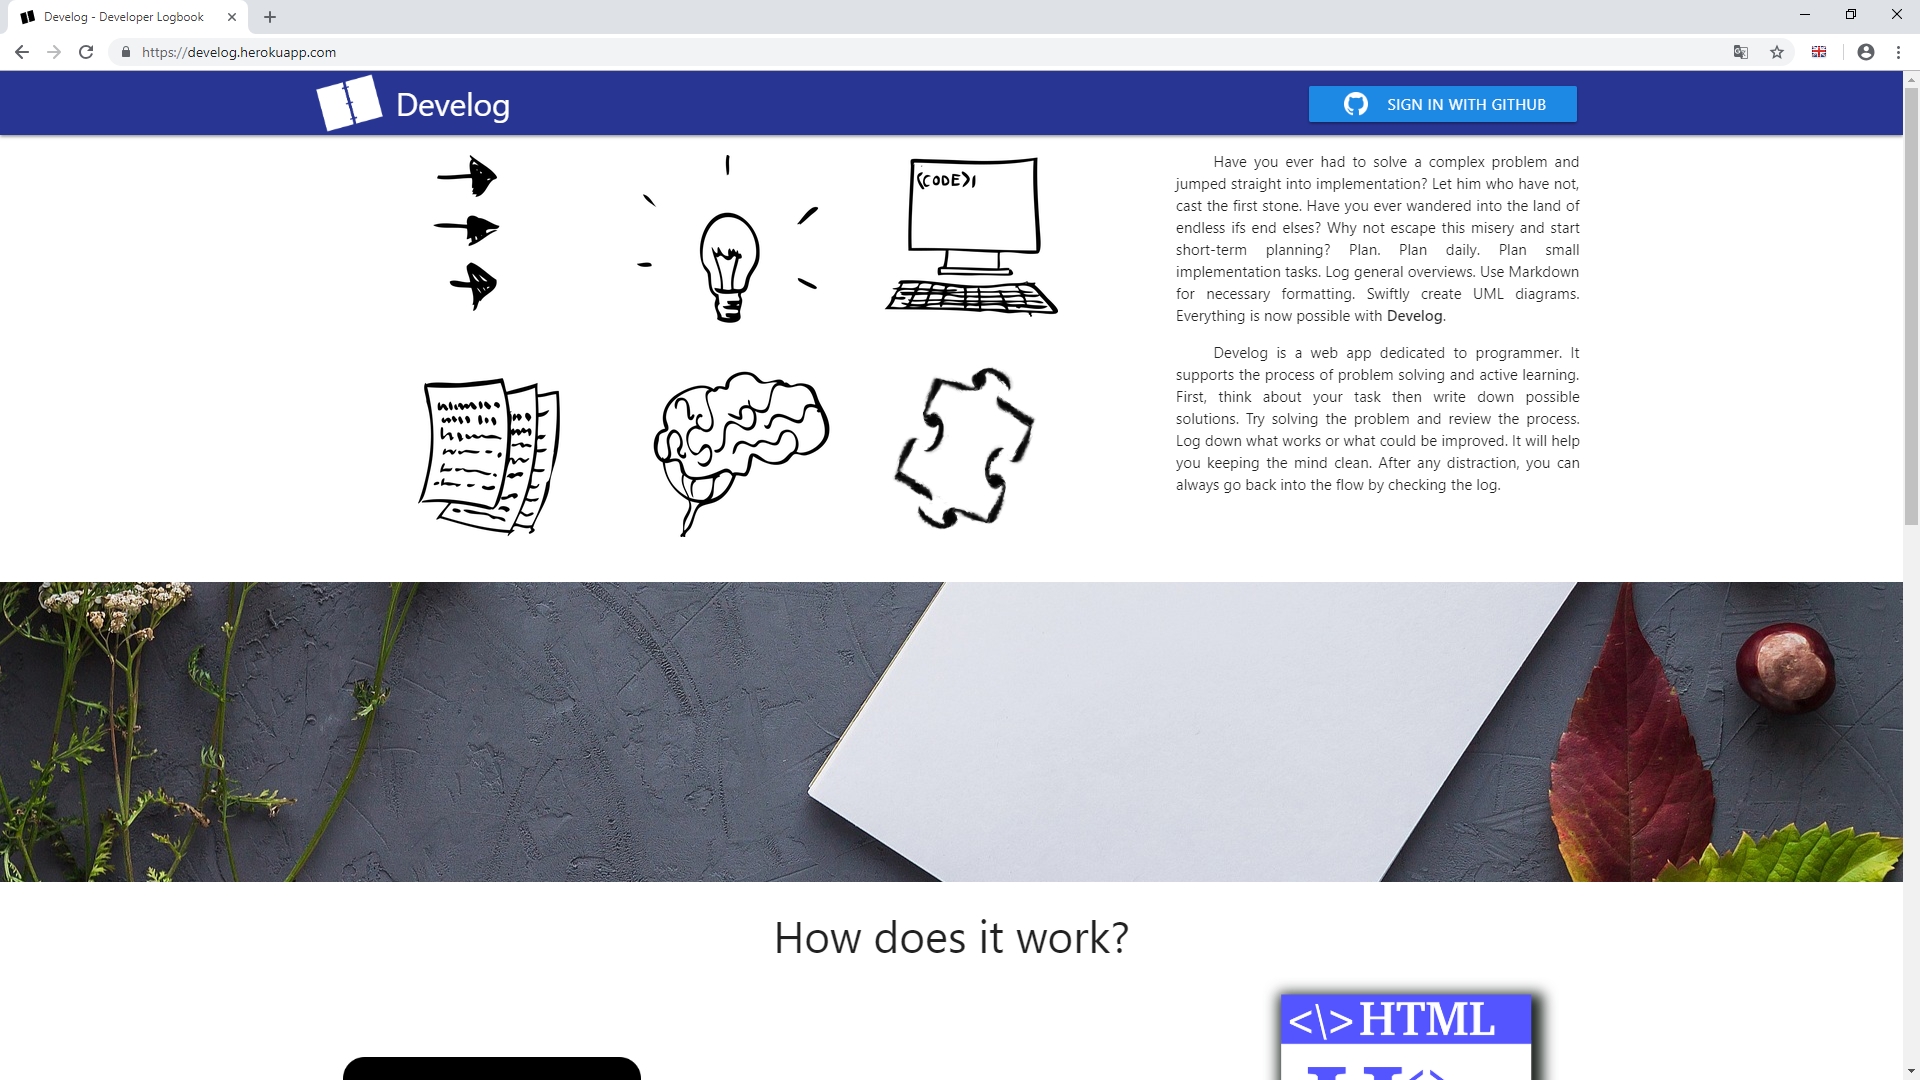 Develog - Developer Logbook
https://develog.herokuapp.com
Develog
SIGN IN WITH GITHUB
<CODE>
Have you ever had to solve a complex problem and
jumped straight into implementation? Let him who have not,
cast the first stone. Have you ever wandered into the land of
endless ifs end elses? Why not escape this misery and start
short-term planning? Plan. Plan daily. Plan small
implementation tasks. Log general overviews. Use Markdown
for necessary formatting. Swiftly create UML diagrams.
Everything is now possible with Develog.
Develog is a web app dedicated to programmer. It
supports the process of problem solving and active learning.
First, think about your task then write down possible
solutions. Try solving the problem and review the process.
Log down what works or what could be improved. It will help
you keeping the mind clean. After any distraction, you can
always go back into the flow by checking the log.
How does it work?
<\>HTML